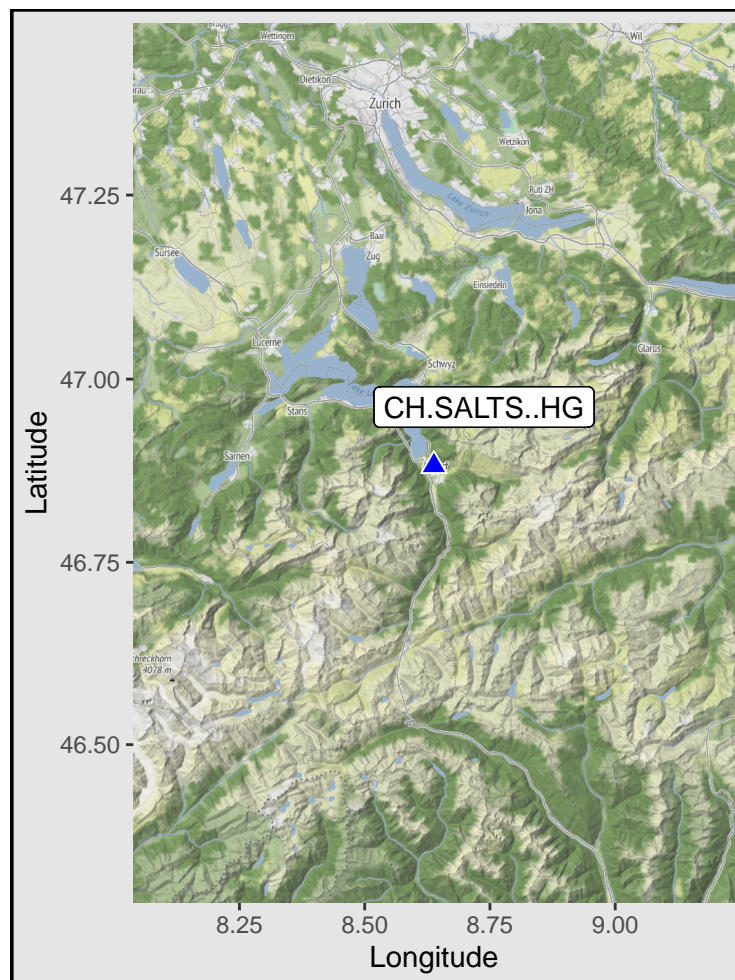 Wettingen
Wil
Dietikon
Zurich
Wetzikon
Rüti ZH
47.25
Lake Zurich
Jona
Baar
Sursee
Zug
Einsiedeln
Lucerne
Glarus
Schwyz
47.00
CH.SALTS..HG
Stans
Sarnen
Latitude
46.75
4078 m
46.50
8.25
8.50
8.75
9.00
Longitude